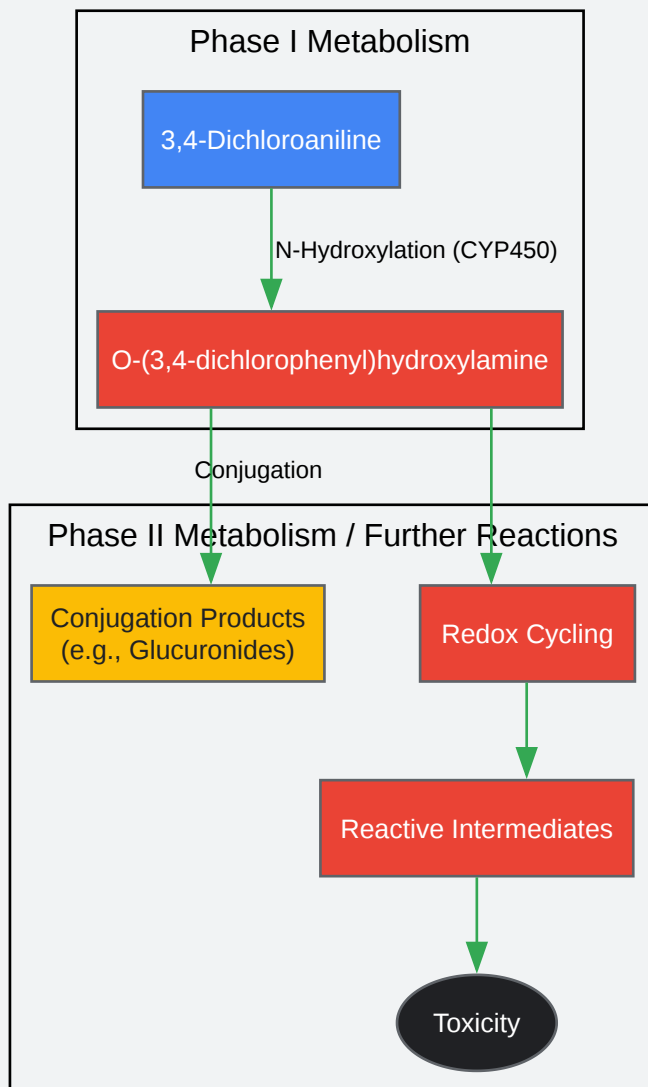 Phase I Metabolism
3,4-Dichloroaniline
N-Hydroxylation (CYP450)
O-(3,4-dichlorophenyl)hydroxylamine
Conjugation
Phase II Metabolism / Further Reactions
Conjugation Products
(e.g., Glucuronides)
Redox Cycling
Reactive Intermediates
Toxicity